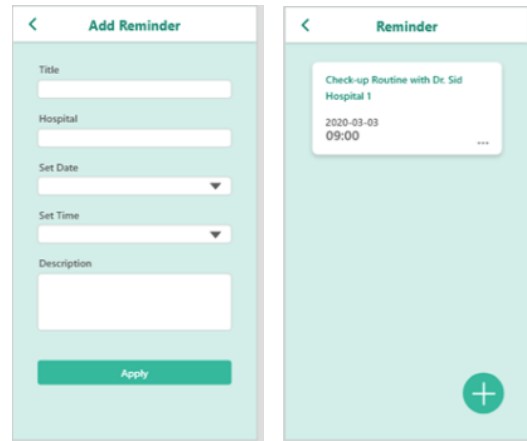 Add Reminder
Title
Hospital
Set Date
Set Time
Description
Apply
Reminder
Check-up Routine with Dr. Sid
Hospital 1
2020-03-03
09:00
...